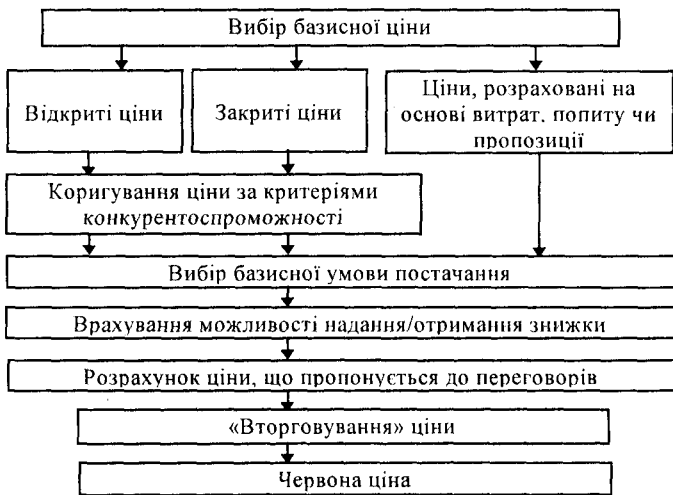 Вибір базисної ціни
Відкриті ціни
Закриті ціни
Ціни, розраховані на
основі витрат. попиту чи
пропозиції
Коригування ціни за критеріями
конкурентоспроможності
Вибір базисної умови постачання
Врахування можливості надання/отримання знижки
Розрахунок ціни, що пропонується до переговорів
«Вторговування» ціни
Червона ціна